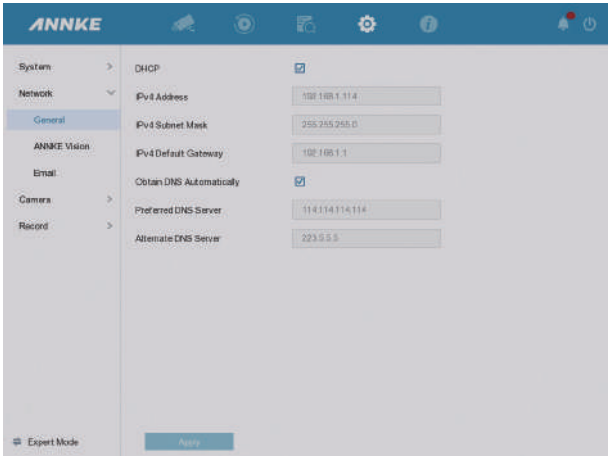 ANNKE
System
Network
General
ANNKE Vision
Email
Camera
Record
Expert Mode
DHCP
IPv4 Address 192.168.1.114
IPv4 Subnet Mask 255.255.255.0
IPv4 Default Gateway 192.168.1.1
Obtain DNS Automatically
Preferred DNS Server 114.114.114.114
Alternate DNS Server 223.5.5.5
Apply